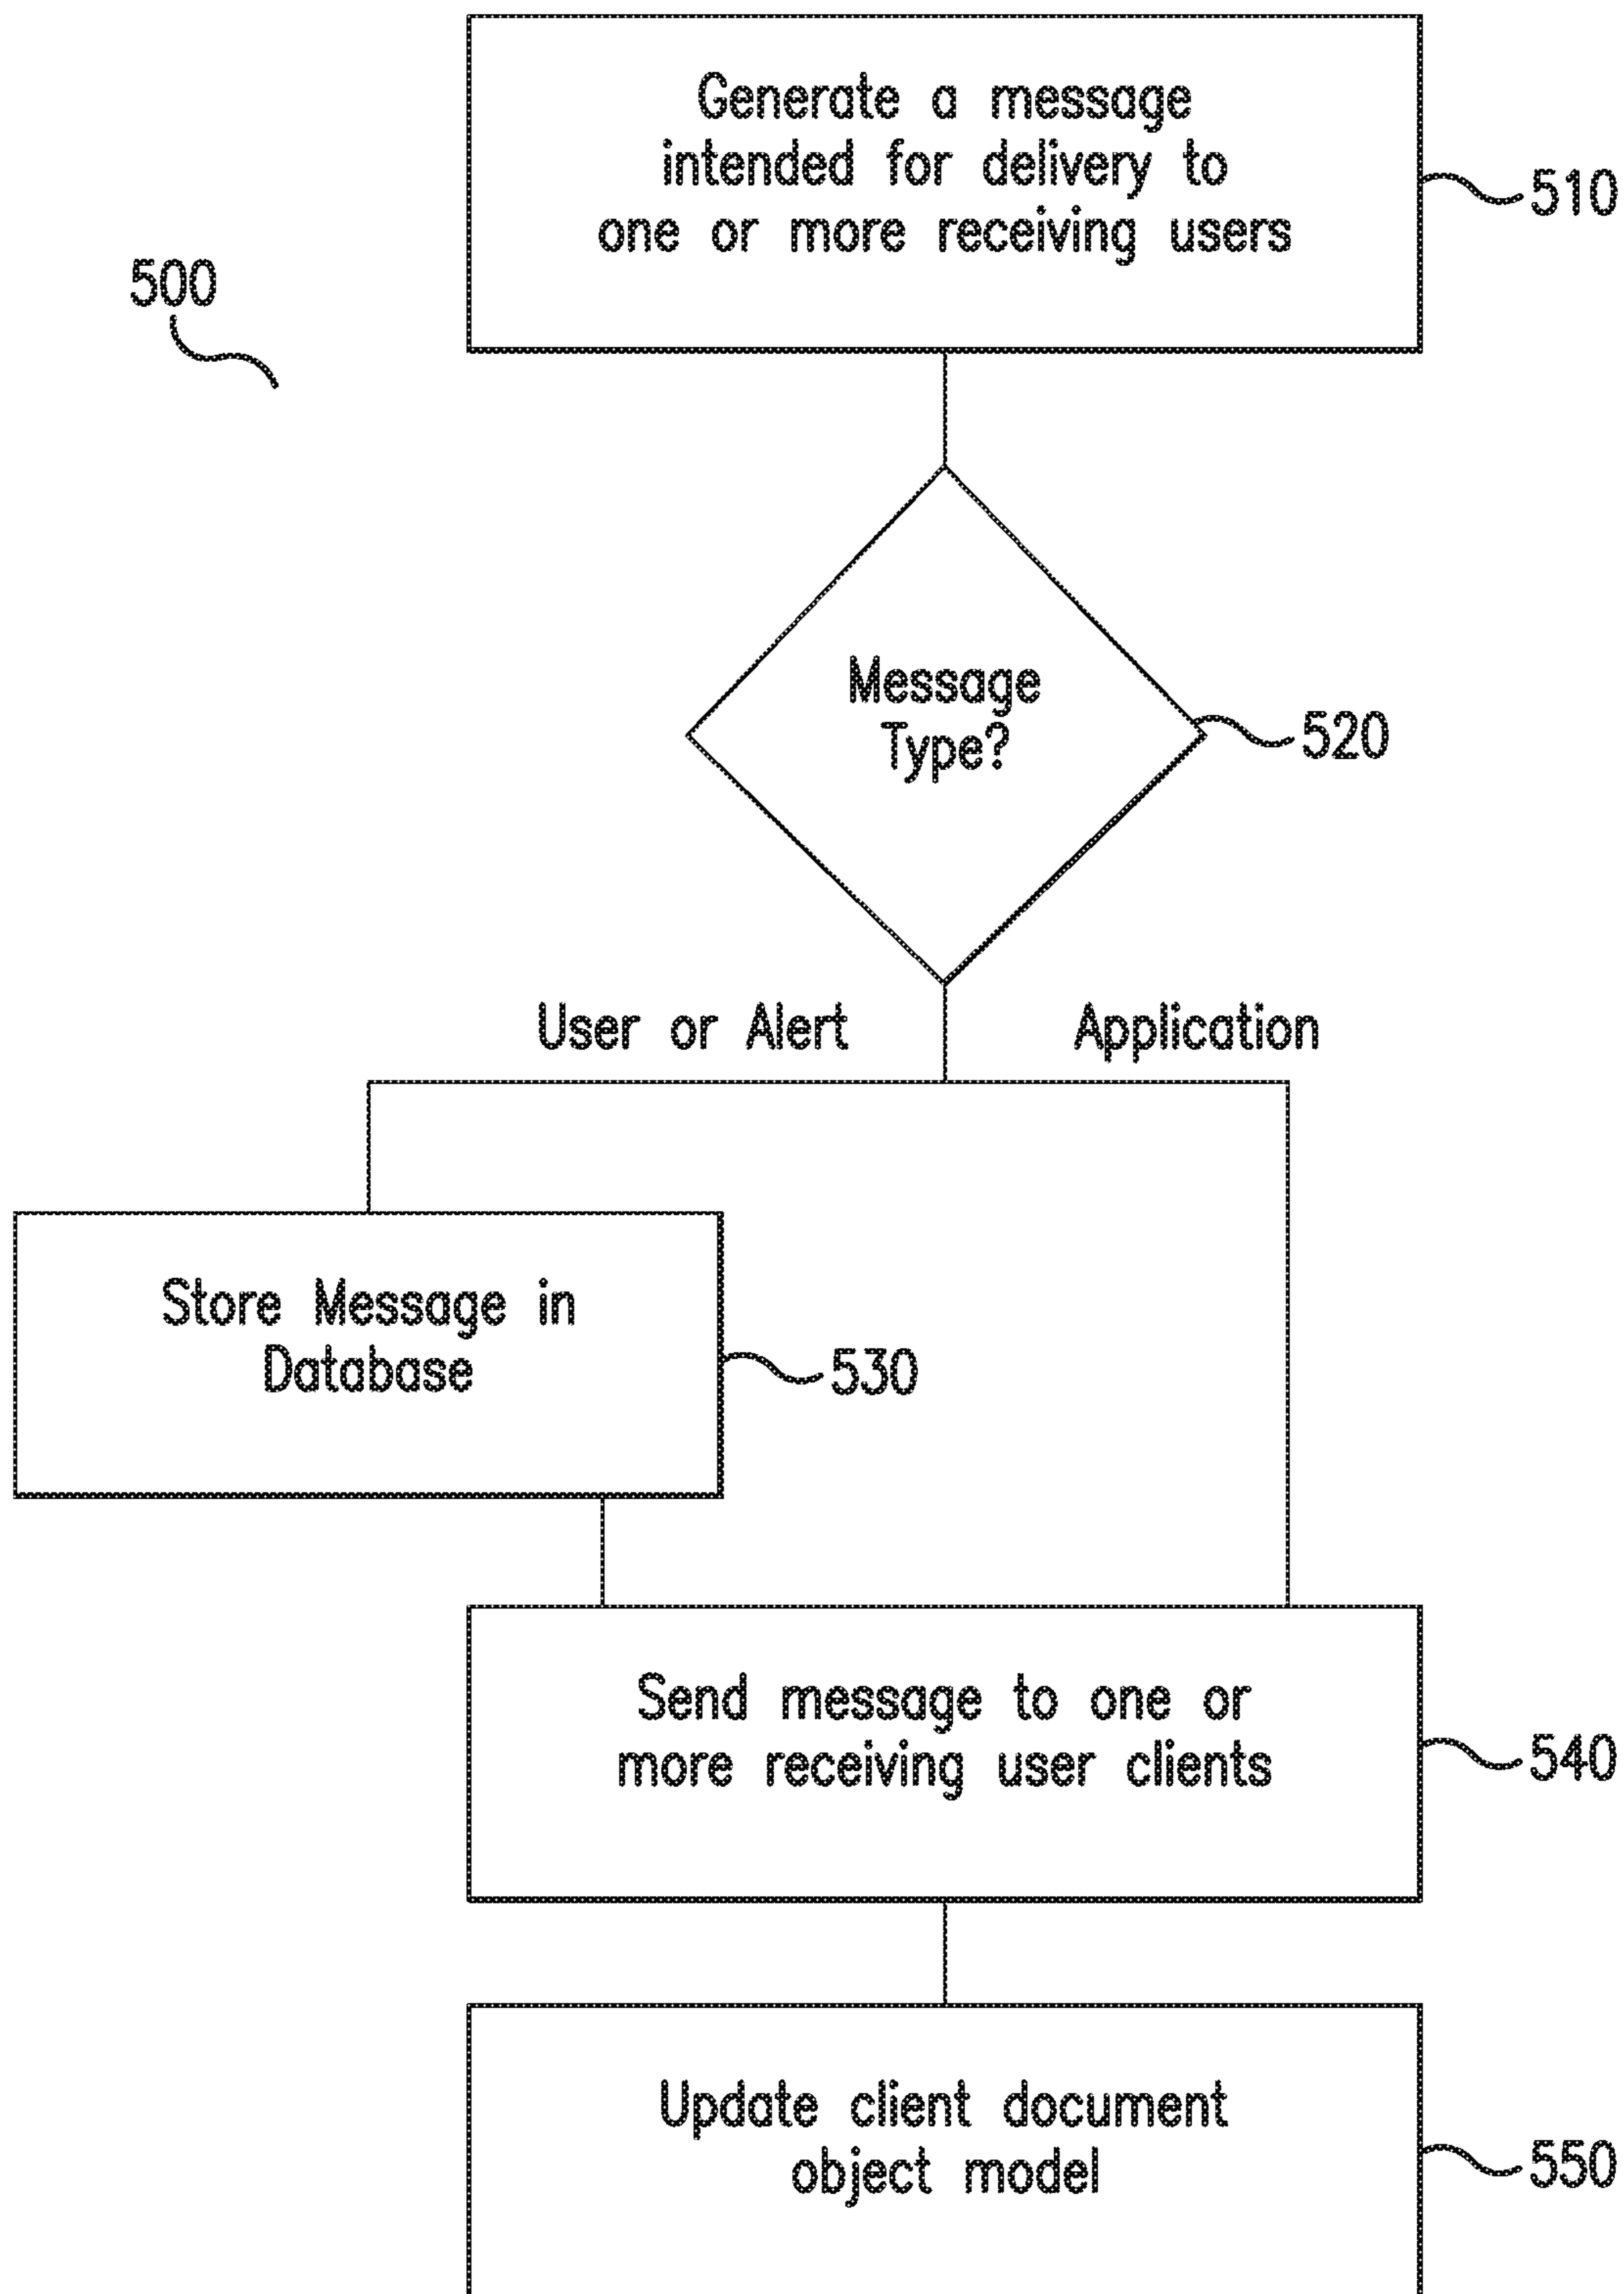 Generate a message
intended for delivery to
one or more receiving users
510
500
Message
Type?
520
User or Alert
Application
Store Message in
Database
530
Send message to one or
more receiving user clients
540
Update client document
object model
550